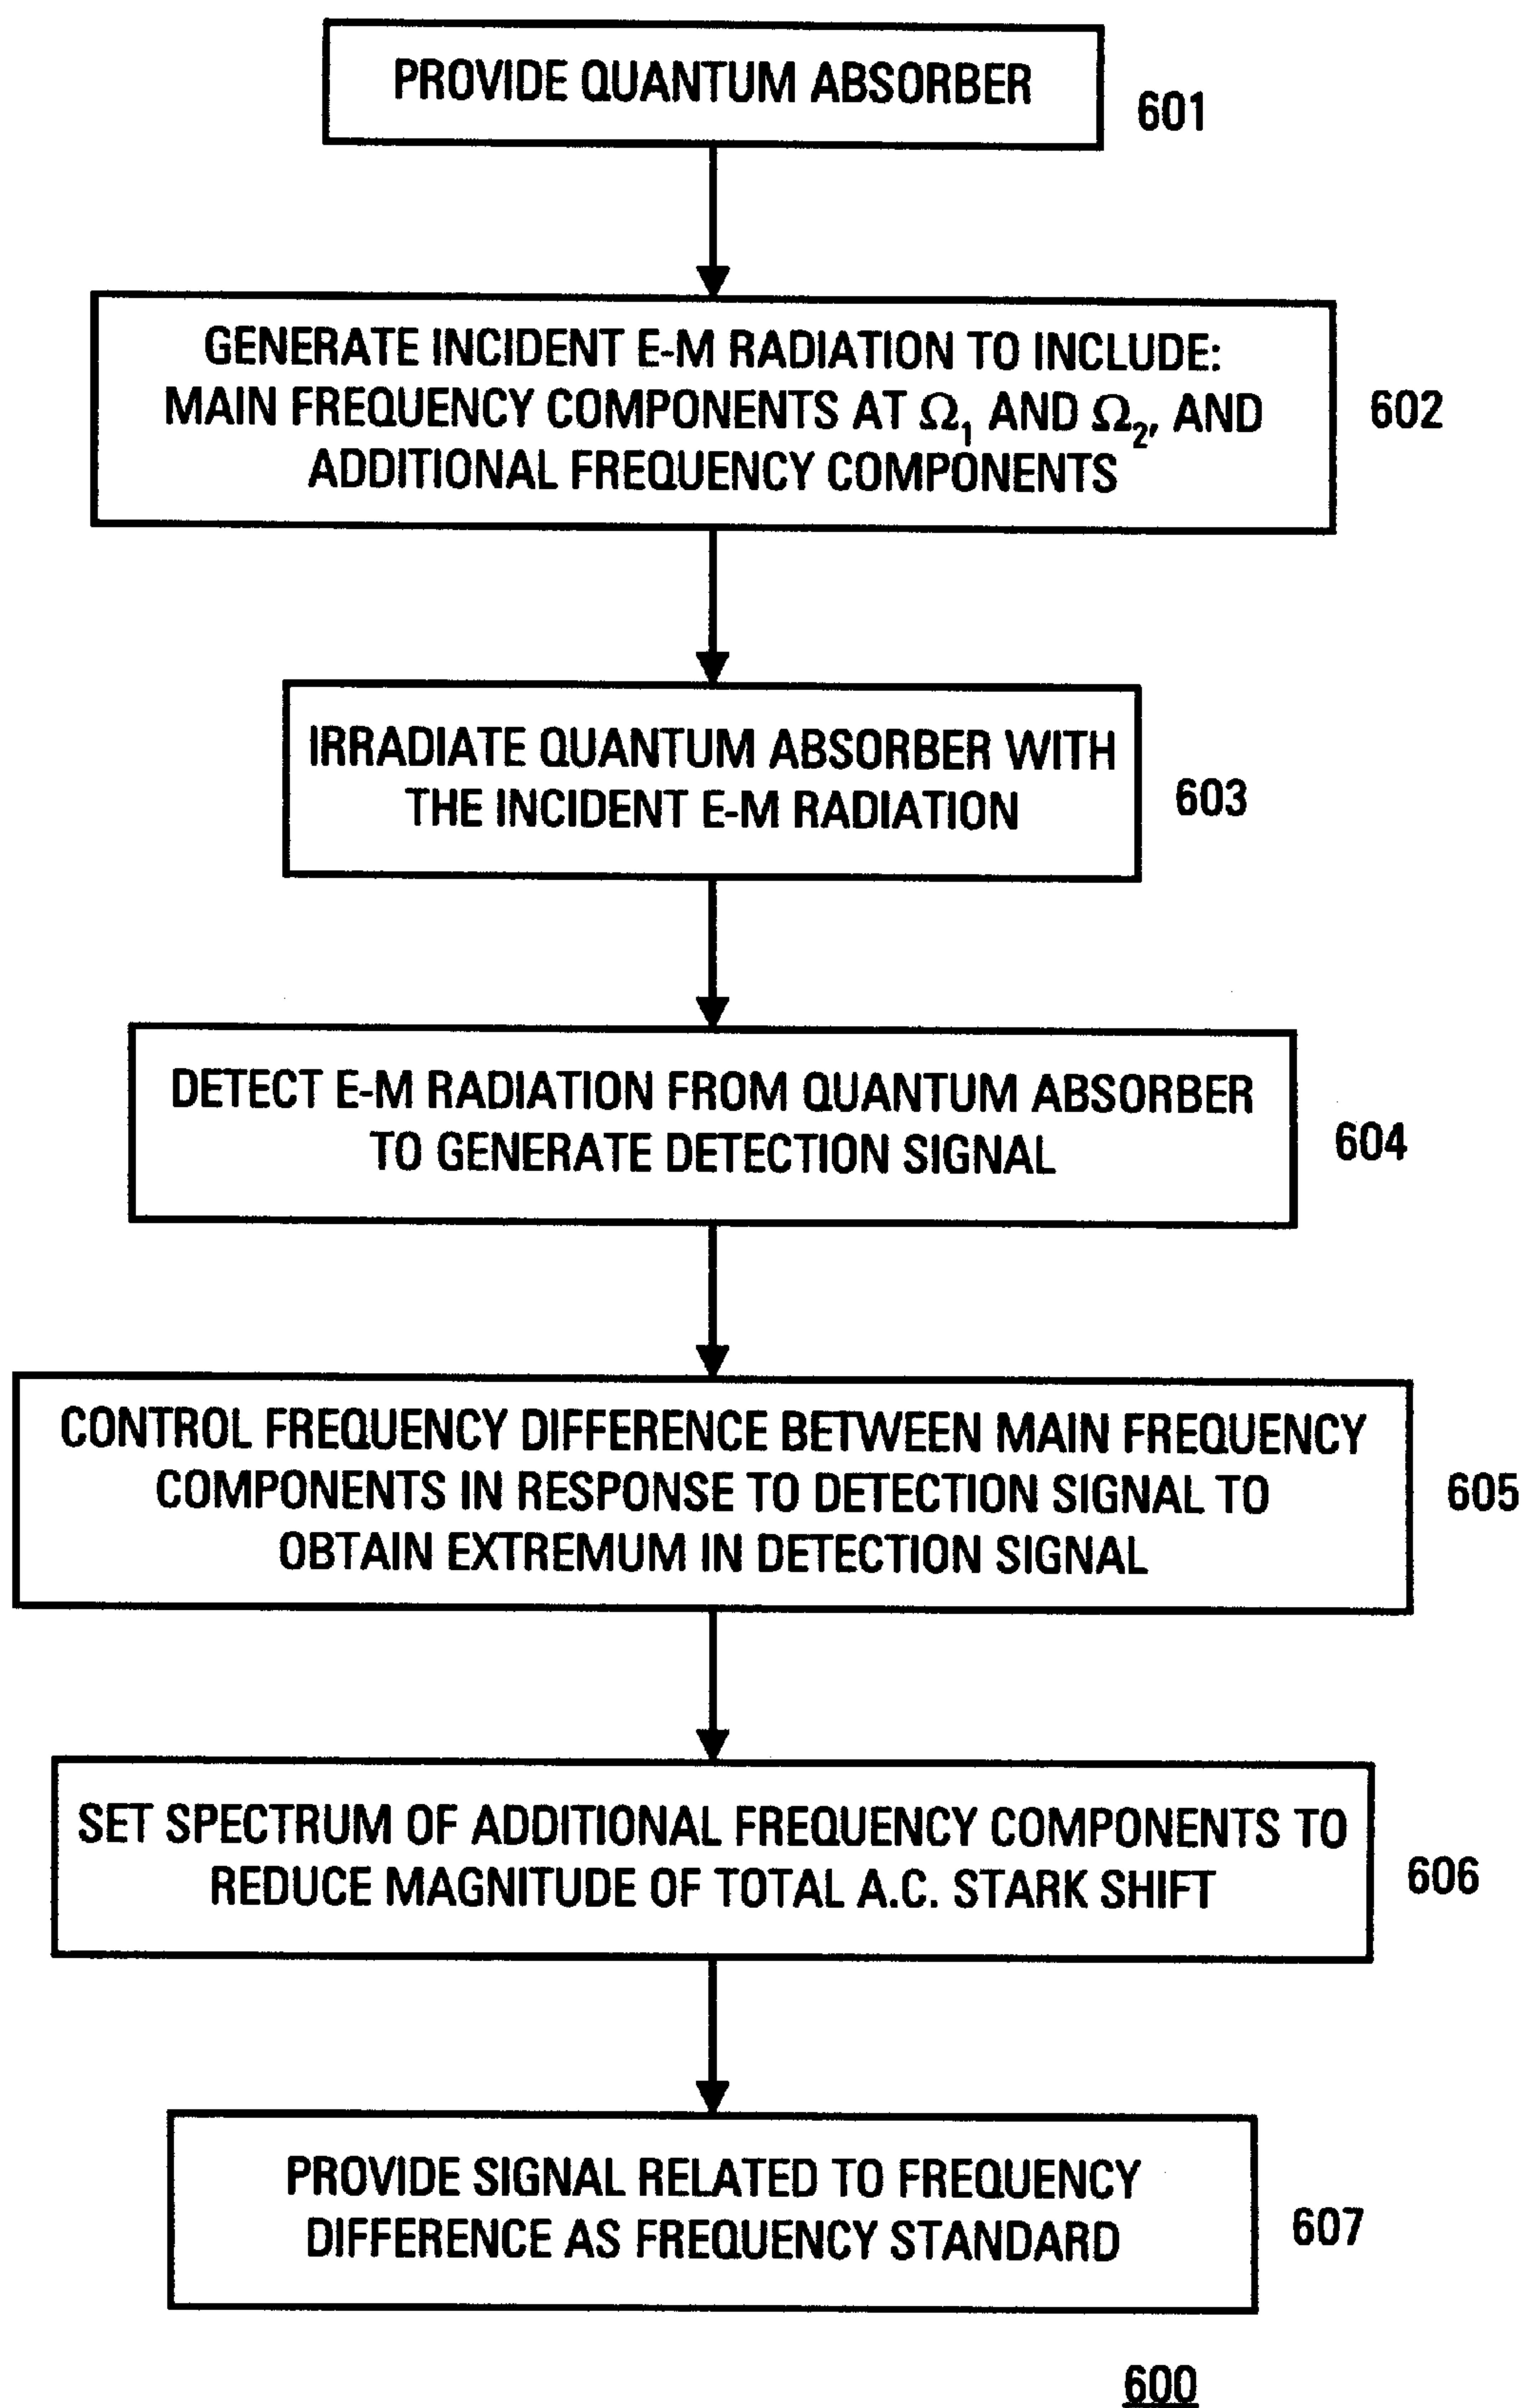 PROVIDE QUANTUM ABSORBER
601
GENERATE INCIDENT E-M RADIATION TO INCLUDE:
MAIN FREQUENCY COMPONENTS AT Ω₁ AND Ω₂, AND
ADDITIONAL FREQUENCY COMPONENTS
602
IRRADIATE QUANTUM ABSORBER WITH
THE INCIDENT E-M RADIATION
603
DETECT E-M RADIATION FROM QUANTUM ABSORBER
TO GENERATE DETECTION SIGNAL
604
CONTROL FREQUENCY DIFFERENCE BETWEEN MAIN FREQUENCY
COMPONENTS IN RESPONSE TO DETECTION SIGNAL TO
OBTAIN EXTREMUM IN DETECTION SIGNAL
605
SET SPECTRUM OF ADDITIONAL FREQUENCY COMPONENTS TO
REDUCE MAGNITUDE OF TOTAL A.C. STARK SHIFT
606
PROVIDE SIGNAL RELATED TO FREQUENCY
DIFFERENCE AS FREQUENCY STANDARD
607
600